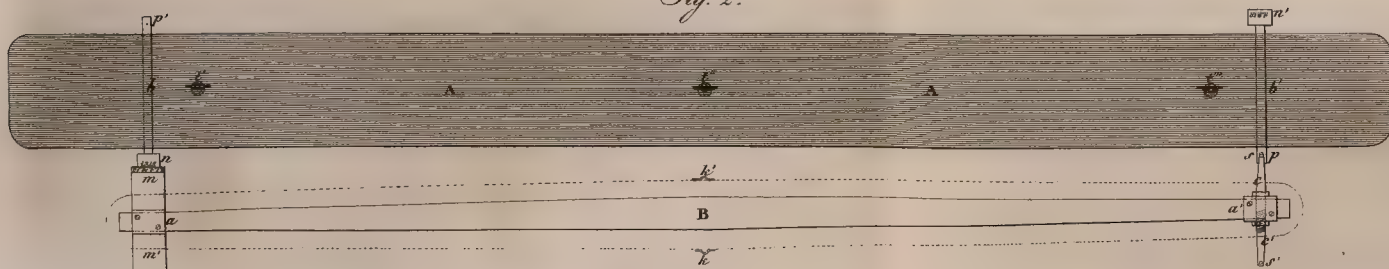 Fig. 2.
p' n'
b t' A t'' A t''' b'
n s p
m k' c
a B a'
m' k c' s'